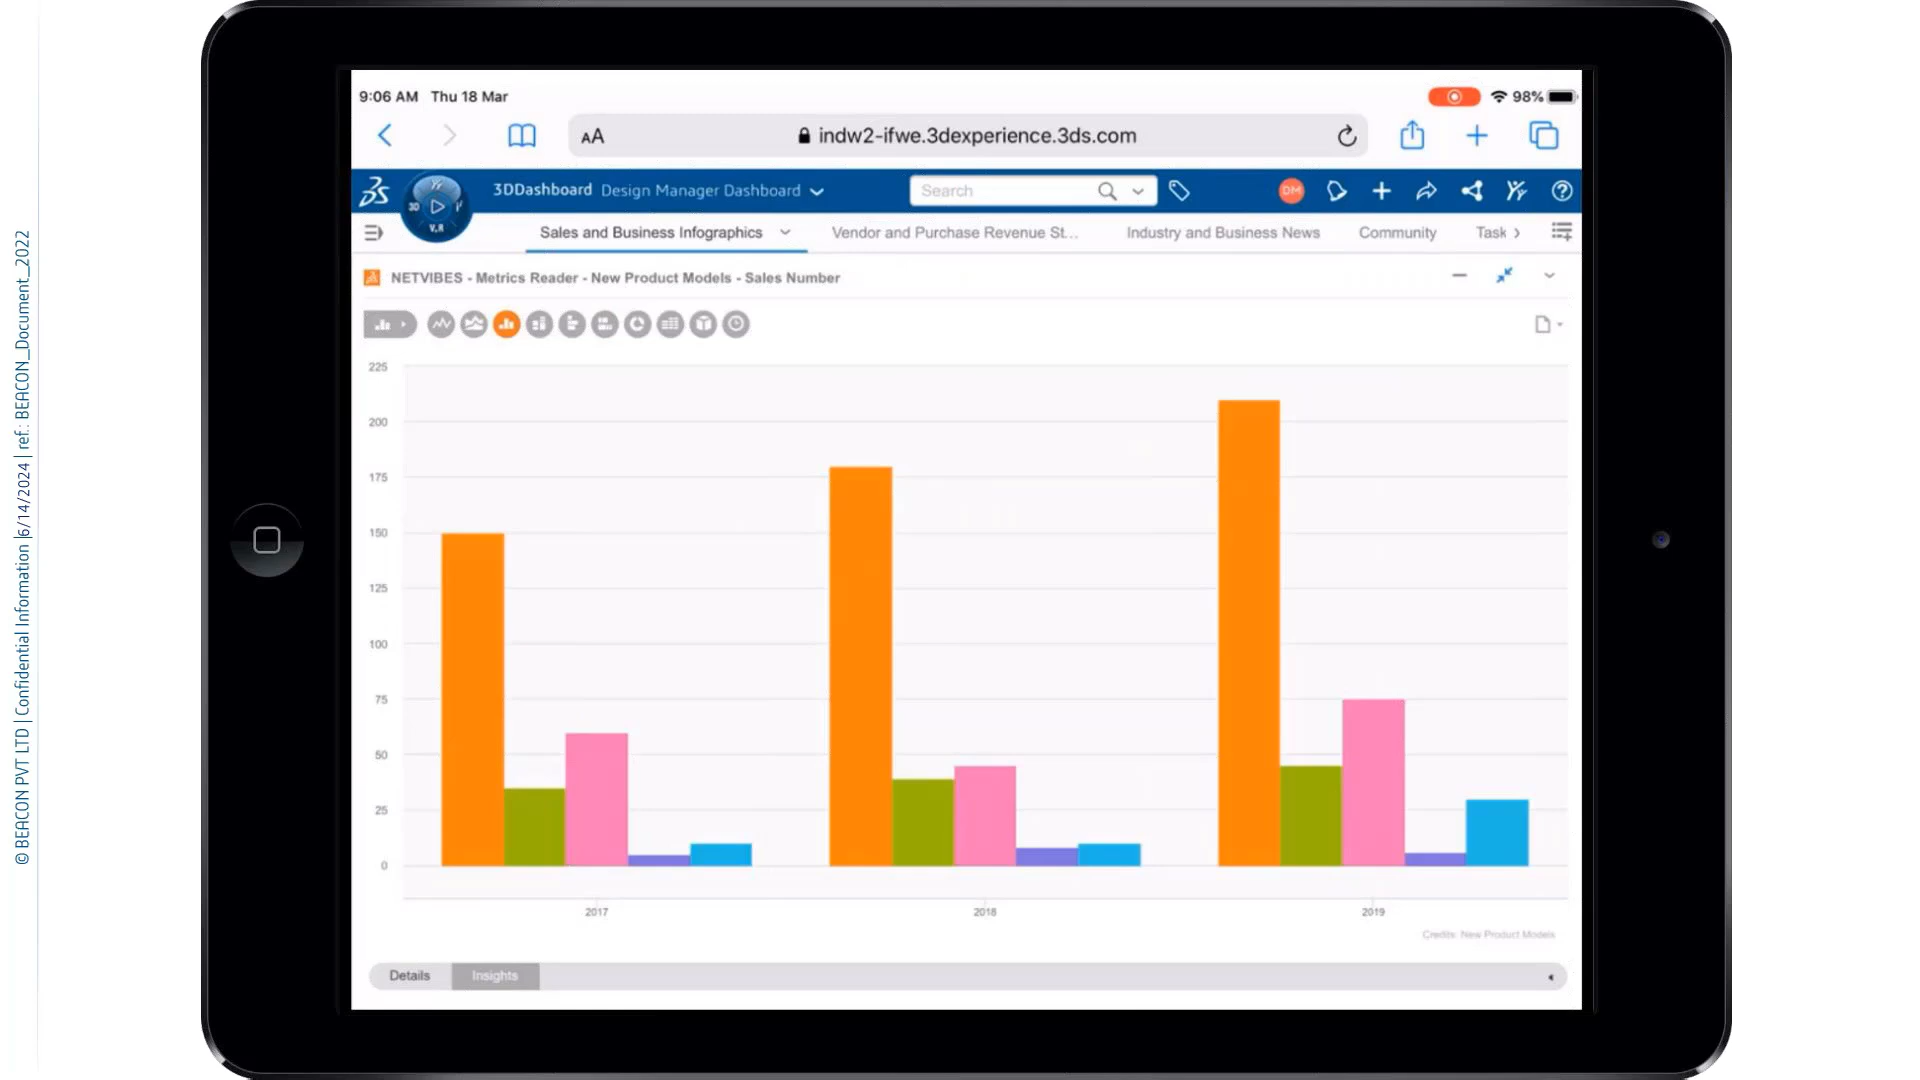 © BEACON PVT LTD | Confidential Information |6/14/2024 | ref.: BEACON_Document_2022
9:06 AM Thu 18 Mar
98%
AA indw2-ifwe.3dexperience.3ds.com
3D V.R
3DDashboard Design Manager Dashboard
Search
DM
Sales and Business Infographics Vendor and Purchase Revenue St... Industry and Business News Community Task
NETVIBES - Metrics Reader - New Product Models - Sales Number
225
200
175
150
125
100
75
50
25
0
2017 2018 2019
Credits: New Product Models
Details Insights